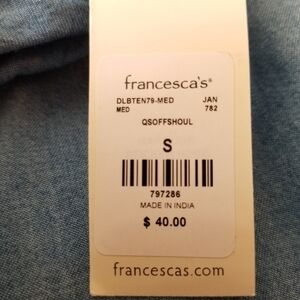 francesca's®
DLBTEN79-MED JAN
MED 782
QSOFFSHOUL
S
797286
MADE IN INDIA
$ 40.00
francescas.com